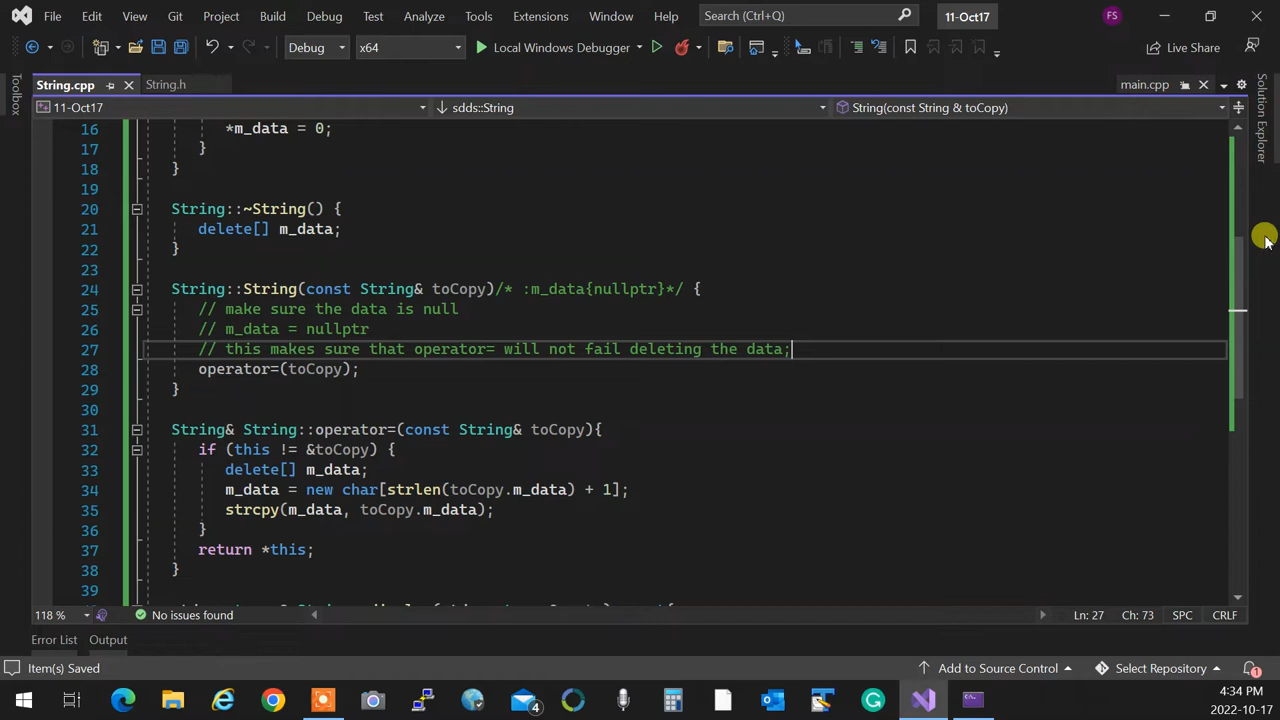 File Edit View Git Project Build Debug Test Analyze Tools Extensions Window Help Search (Ctrl+Q) 11-Oct17 FS
Debug x64 Local Windows Debugger Live Share
String.cpp String.h main.cpp
11-Oct17 sdds::String String(const String & toCopy)
Toolbox
Solution Explorer
16 *m_data = 0;
17 }
18 }
19
20 String::~String() {
21 delete[] m_data;
22 }
23
24 String::String(const String& toCopy)/* :m_data{nullptr}*/ {
25 // make sure the data is null
26 // m_data = nullptr
27 // this makes sure that operator= will not fail deleting the data;
28 operator=(toCopy);
29 }
30
31 String& String::operator=(const String& toCopy){
32 if (this != &toCopy) {
33 delete[] m_data;
34 m_data = new char[strlen(toCopy.m_data) + 1];
35 strcpy(m_data, toCopy.m_data);
36 }
37 return *this;
38 }
39
118 % No issues found Ln: 27 Ch: 73 SPC CRLF
Error List Output
Item(s) Saved Add to Source Control Select Repository 1
4 4:34 PM
2022-10-17